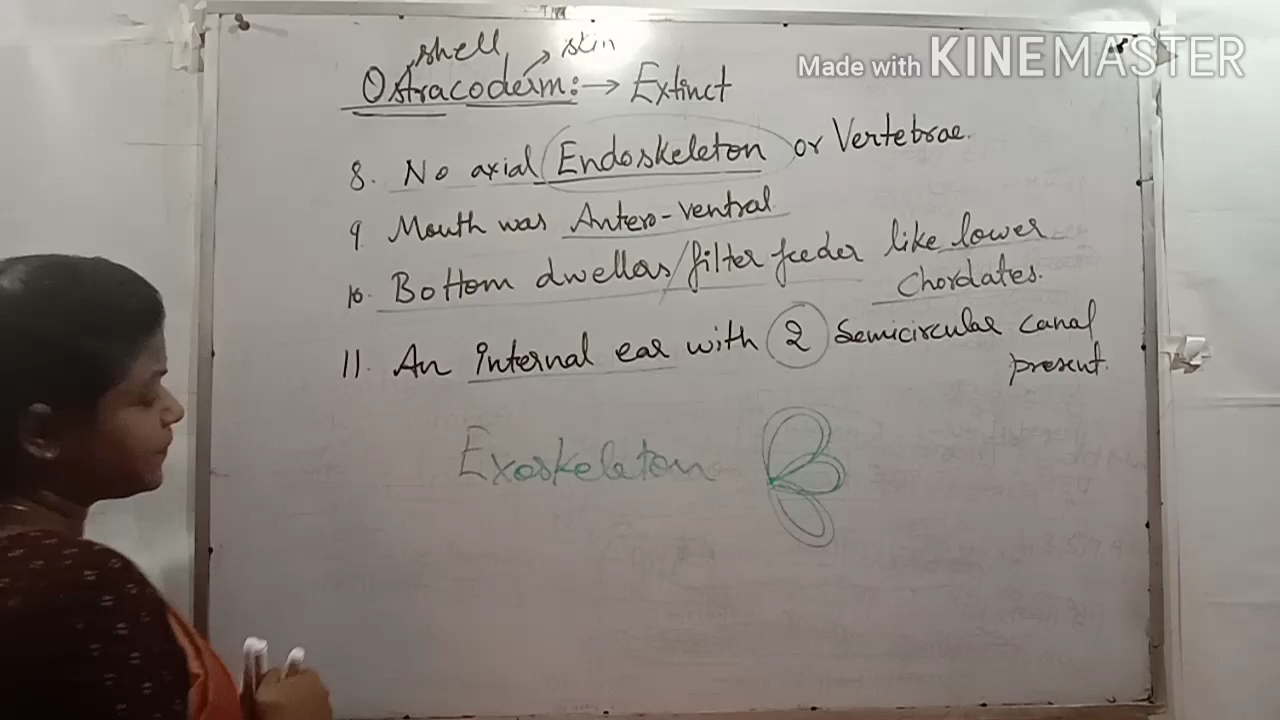 Made with KINEMASTER
shell skin
Ostracoderm:→ Extinct
8. No axial Endoskeleton or Vertebrae.
9. Mouth was Antero-ventral
10. Bottom dwellers/filter feeder like lower
Chordates.
11. An internal ear with 2 Semicircular canal
present.
Exoskeleton